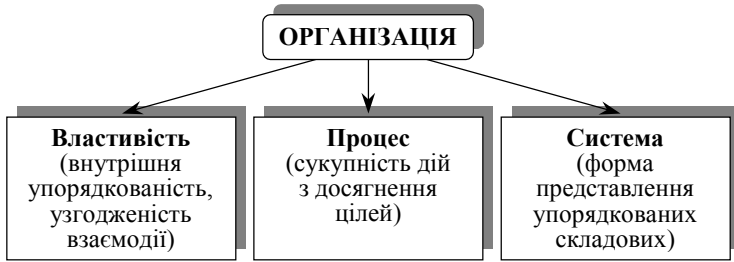 ОРГАНІЗАЦІЯ
Властивість
(внутрішня
упорядкованість,
узгодженість
взаємодії)
Процес
(сукупність дій
з досягнення
цілей)
Система
(форма
представлення
упорядкованих
складових)